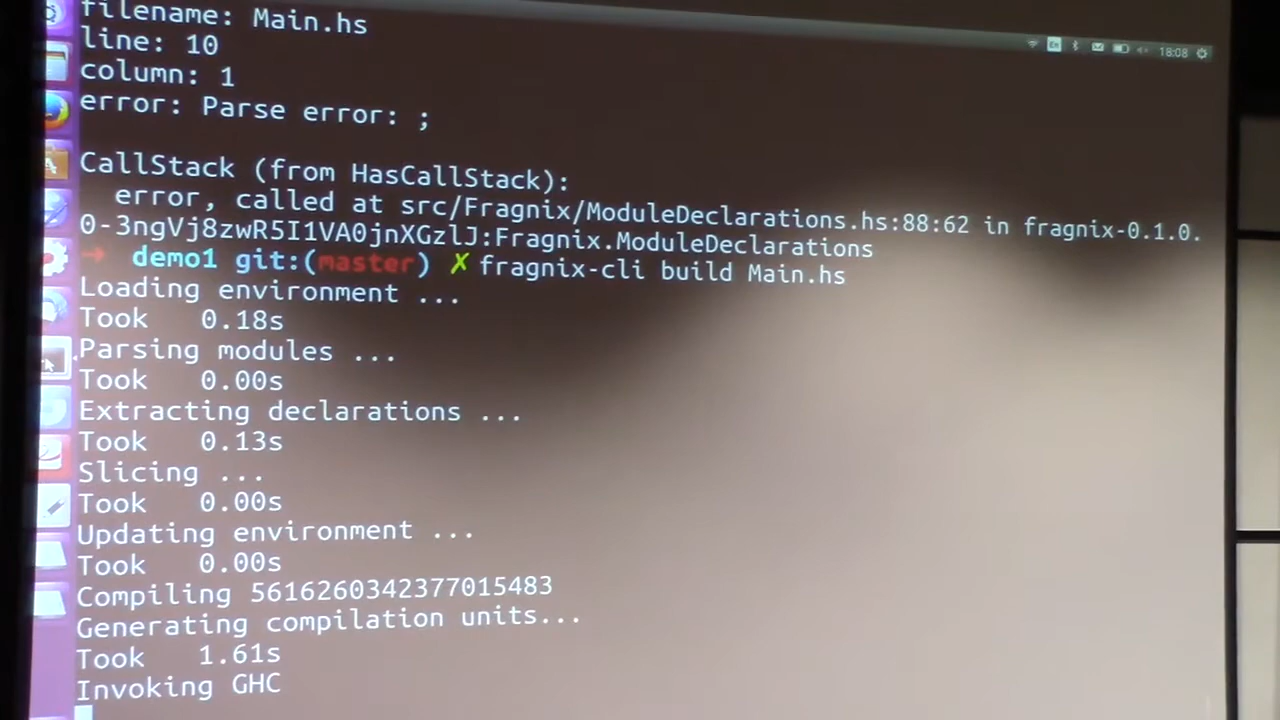 filename: Main.hs
line: 10
column: 1
error: Parse error: ;
CallStack (from HasCallStack):
error, called at src/Fragnix/ModuleDeclarations.hs:88:62 in fragnix-0.1.0.
0-3ngVj8zwR5I1VA0jnXGzlJ:Fragnix.ModuleDeclarations
→ demo1 git:(master) ✗ fragnix-cli build Main.hs
Loading environment ...
Took 0.18s
Parsing modules ...
Took 0.00s
Extracting declarations ...
Took 0.13s
Slicing ...
Took 0.00s
Updating environment ...
Took 0.00s
Compiling 5616260342377015483
Generating compilation units...
Took 1.61s
Invoking GHC
En
18:08